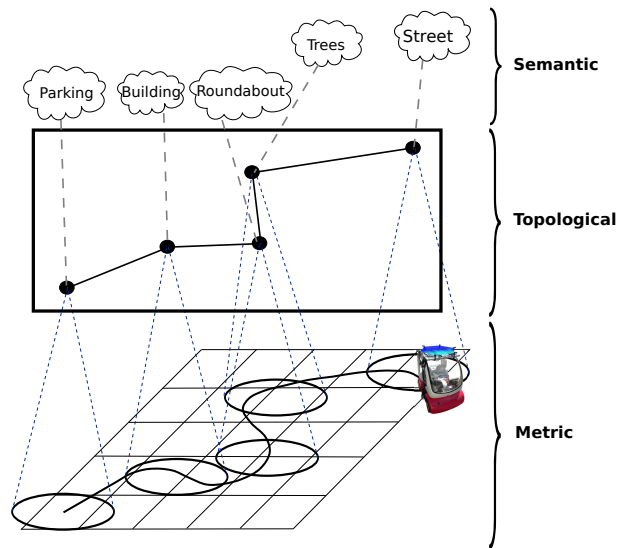 Trees
Street
Semantic
Parking
Building
Roundabout
Topological
Metric